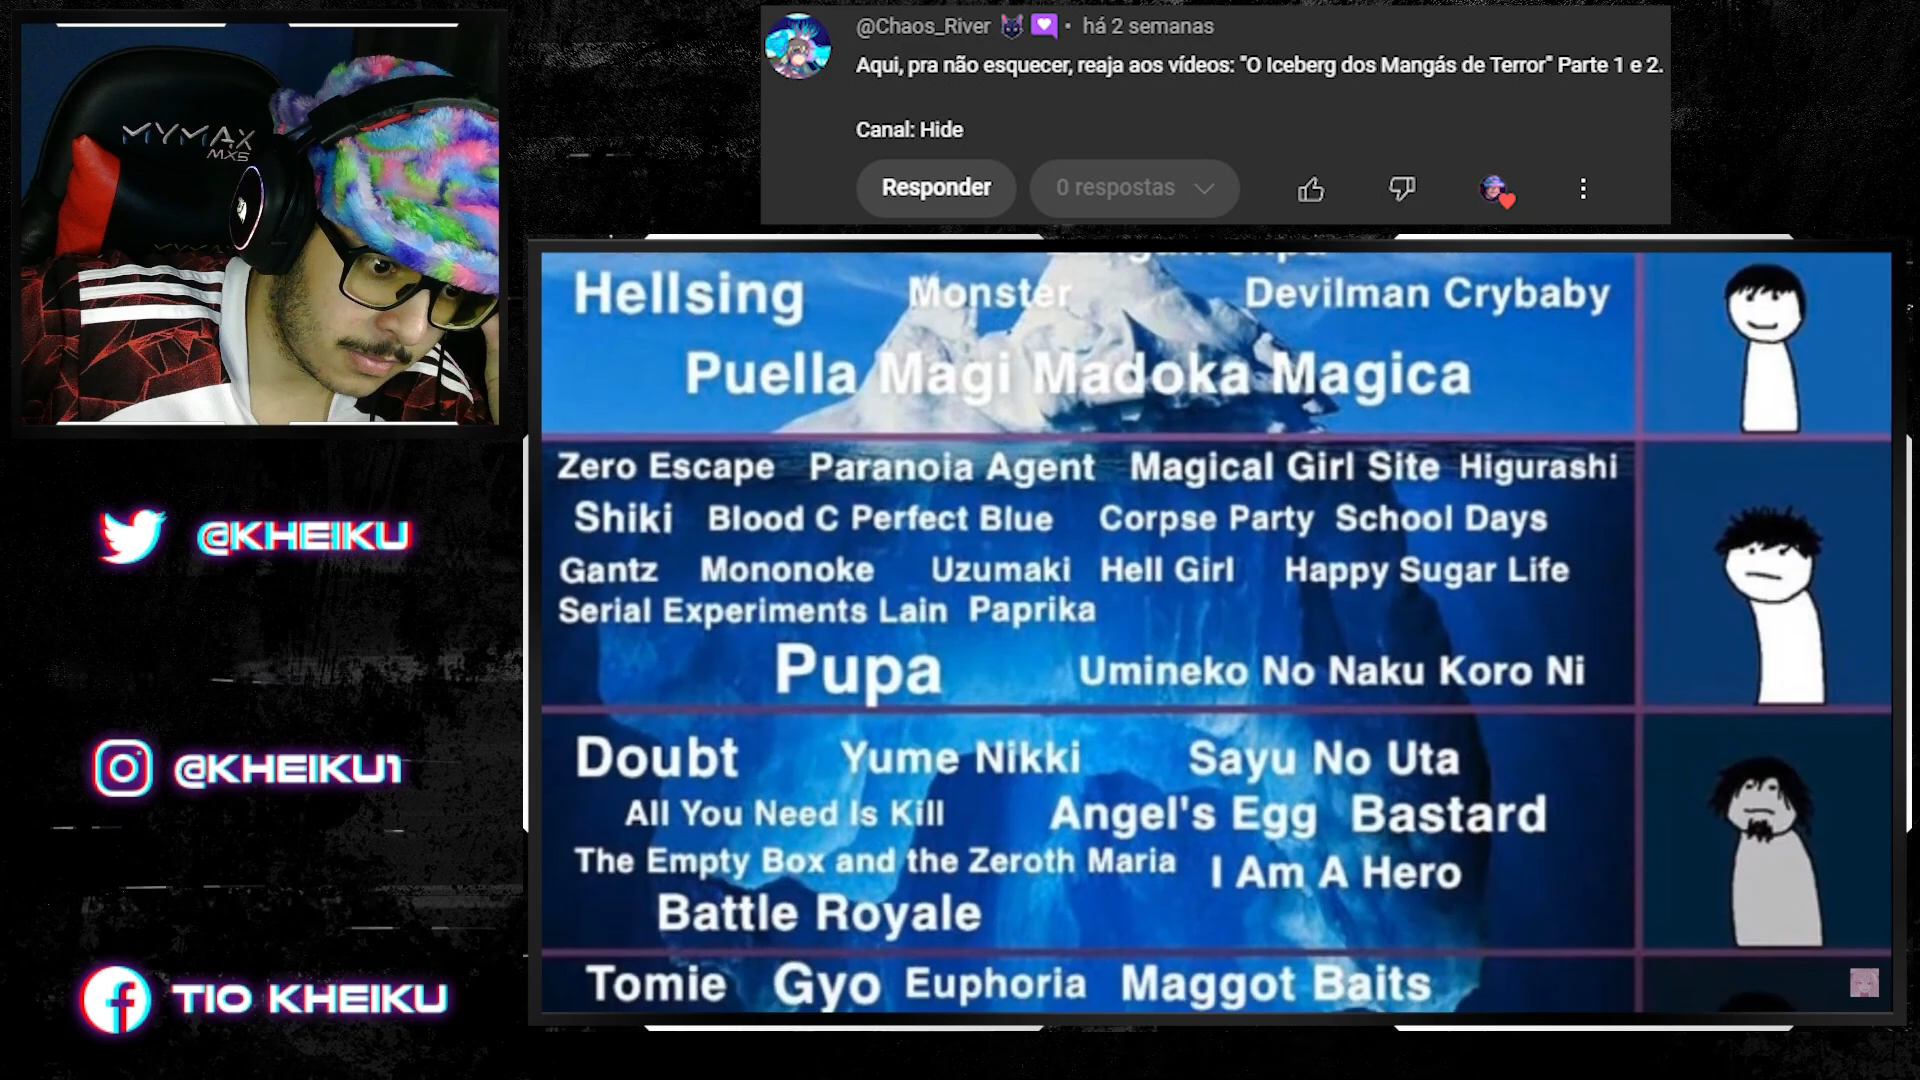 MYMAX
MX5
@Chaos_River · há 2 semanas
Aqui, pra não esquecer, reaja aos vídeos: "O Iceberg dos Mangás de Terror" Parte 1 e 2.
Canal: Hide
Responder 0 respostas
Hellsing Monster Devilman Crybaby
Puella Magi Madoka Magica
Zero Escape Paranoia Agent Magical Girl Site Higurashi
Shiki Blood C Perfect Blue Corpse Party School Days
Gantz Mononoke Uzumaki Hell Girl Happy Sugar Life
Serial Experiments Lain Paprika
Pupa Umineko No Naku Koro Ni
Doubt Yume Nikki Sayu No Uta
All You Need Is Kill Angel's Egg Bastard
The Empty Box and the Zeroth Maria I Am A Hero
Battle Royale
Tomie Gyo Euphoria Maggot Baits
@KHEIKU
@KHEIKU1
TIO KHEIKU